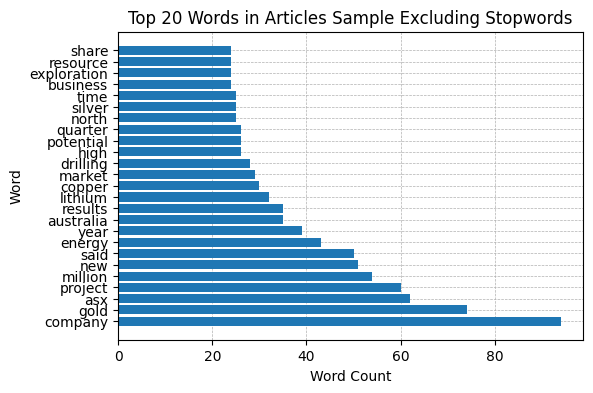 Top 20 Words in Articles Sample Excluding Stopwords
Word
share
resource
exploration
business
time
silver
north
quarter
potential
high
drilling
market
copper
lithium
results
australia
year
energy
said
new
million
project
asx
gold
company
0 20 40 60 80
Word Count